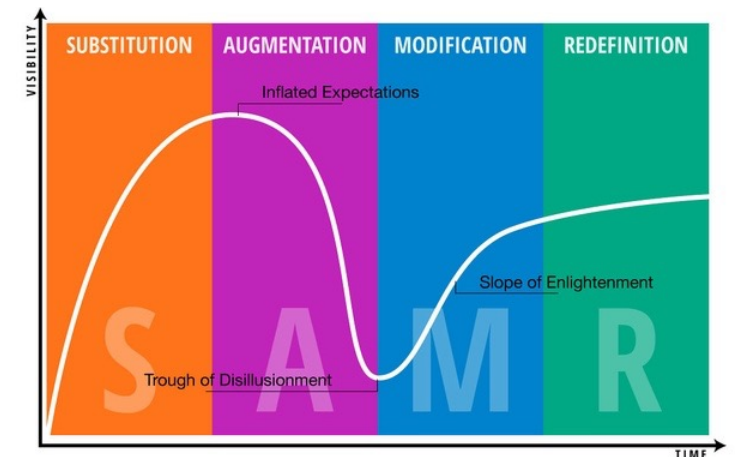 VISIBILITY
SUBSTITUTION
AUGMENTATION
MODIFICATION
REDEFINITION
Inflated Expectations
Slope of Enlightenment
Trough of Disillusionment
S
A
M
R
TIME